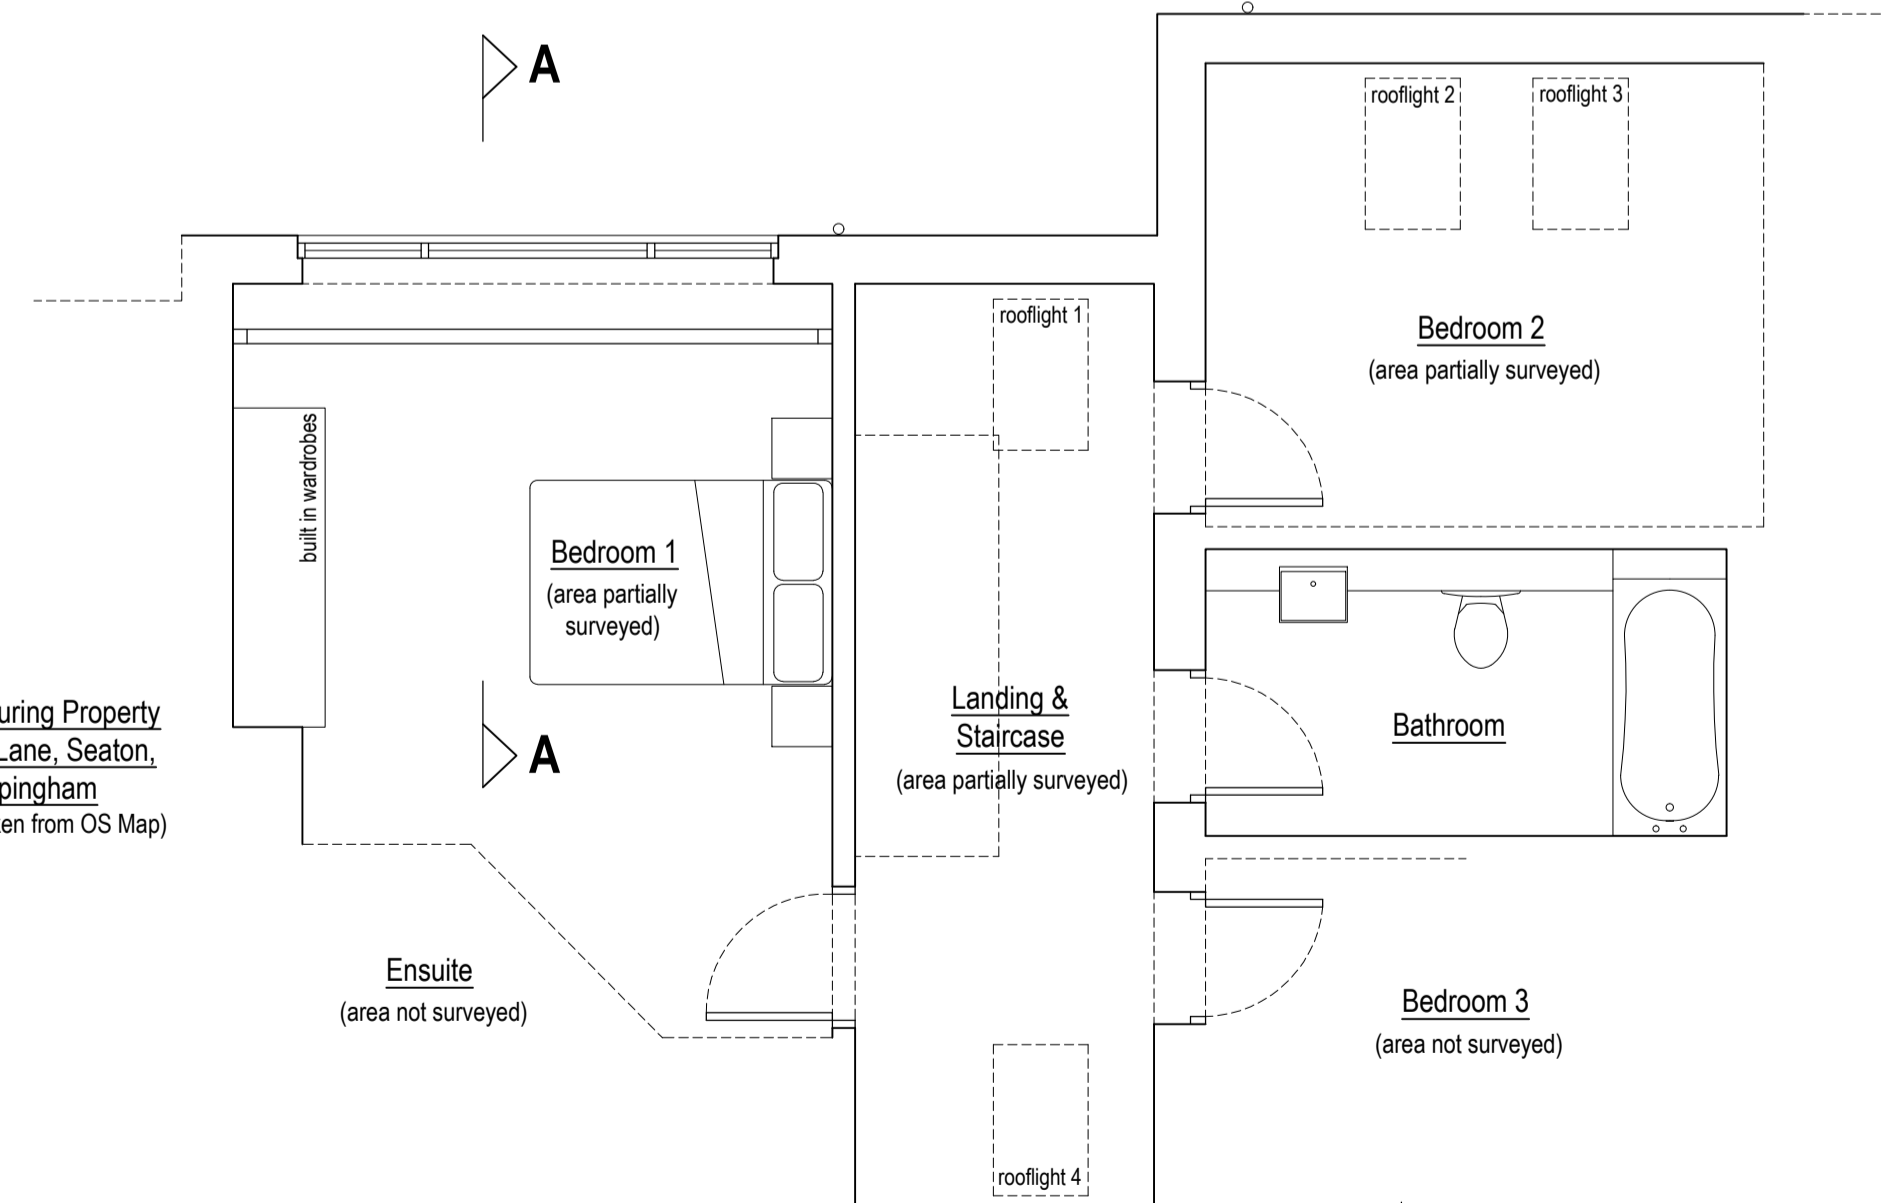 A
rooflight 2
rooflight 3
rooflight 1
Bedroom 2
(area partially surveyed)
built in wardrobes
Bedroom 1
(area partially
surveyed)
Landing &
Staircase
(area partially surveyed)
Bathroom
uring Property
Lane, Seaton,
pingham
en from OS Map)
A
Ensuite
(area not surveyed)
Bedroom 3
(area not surveyed)
rooflight 4